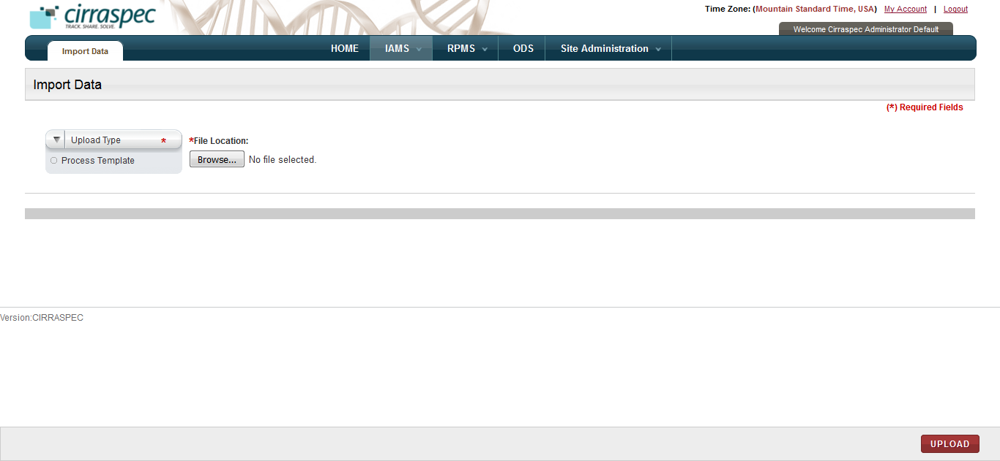 cirraspec
TRACK. SHARE. SOLVE.
Time Zone: (Mountain Standard Time, USA) My Account | Logout
Welcome Cirraspec Administrator Default
Import Data
HOME IAMS RPMS ODS Site Administration
Import Data
(*) Required Fields
Upload Type *
*File Location:
Process Template
Browse... No file selected.
Version:CIRRASPEC
UPLOAD